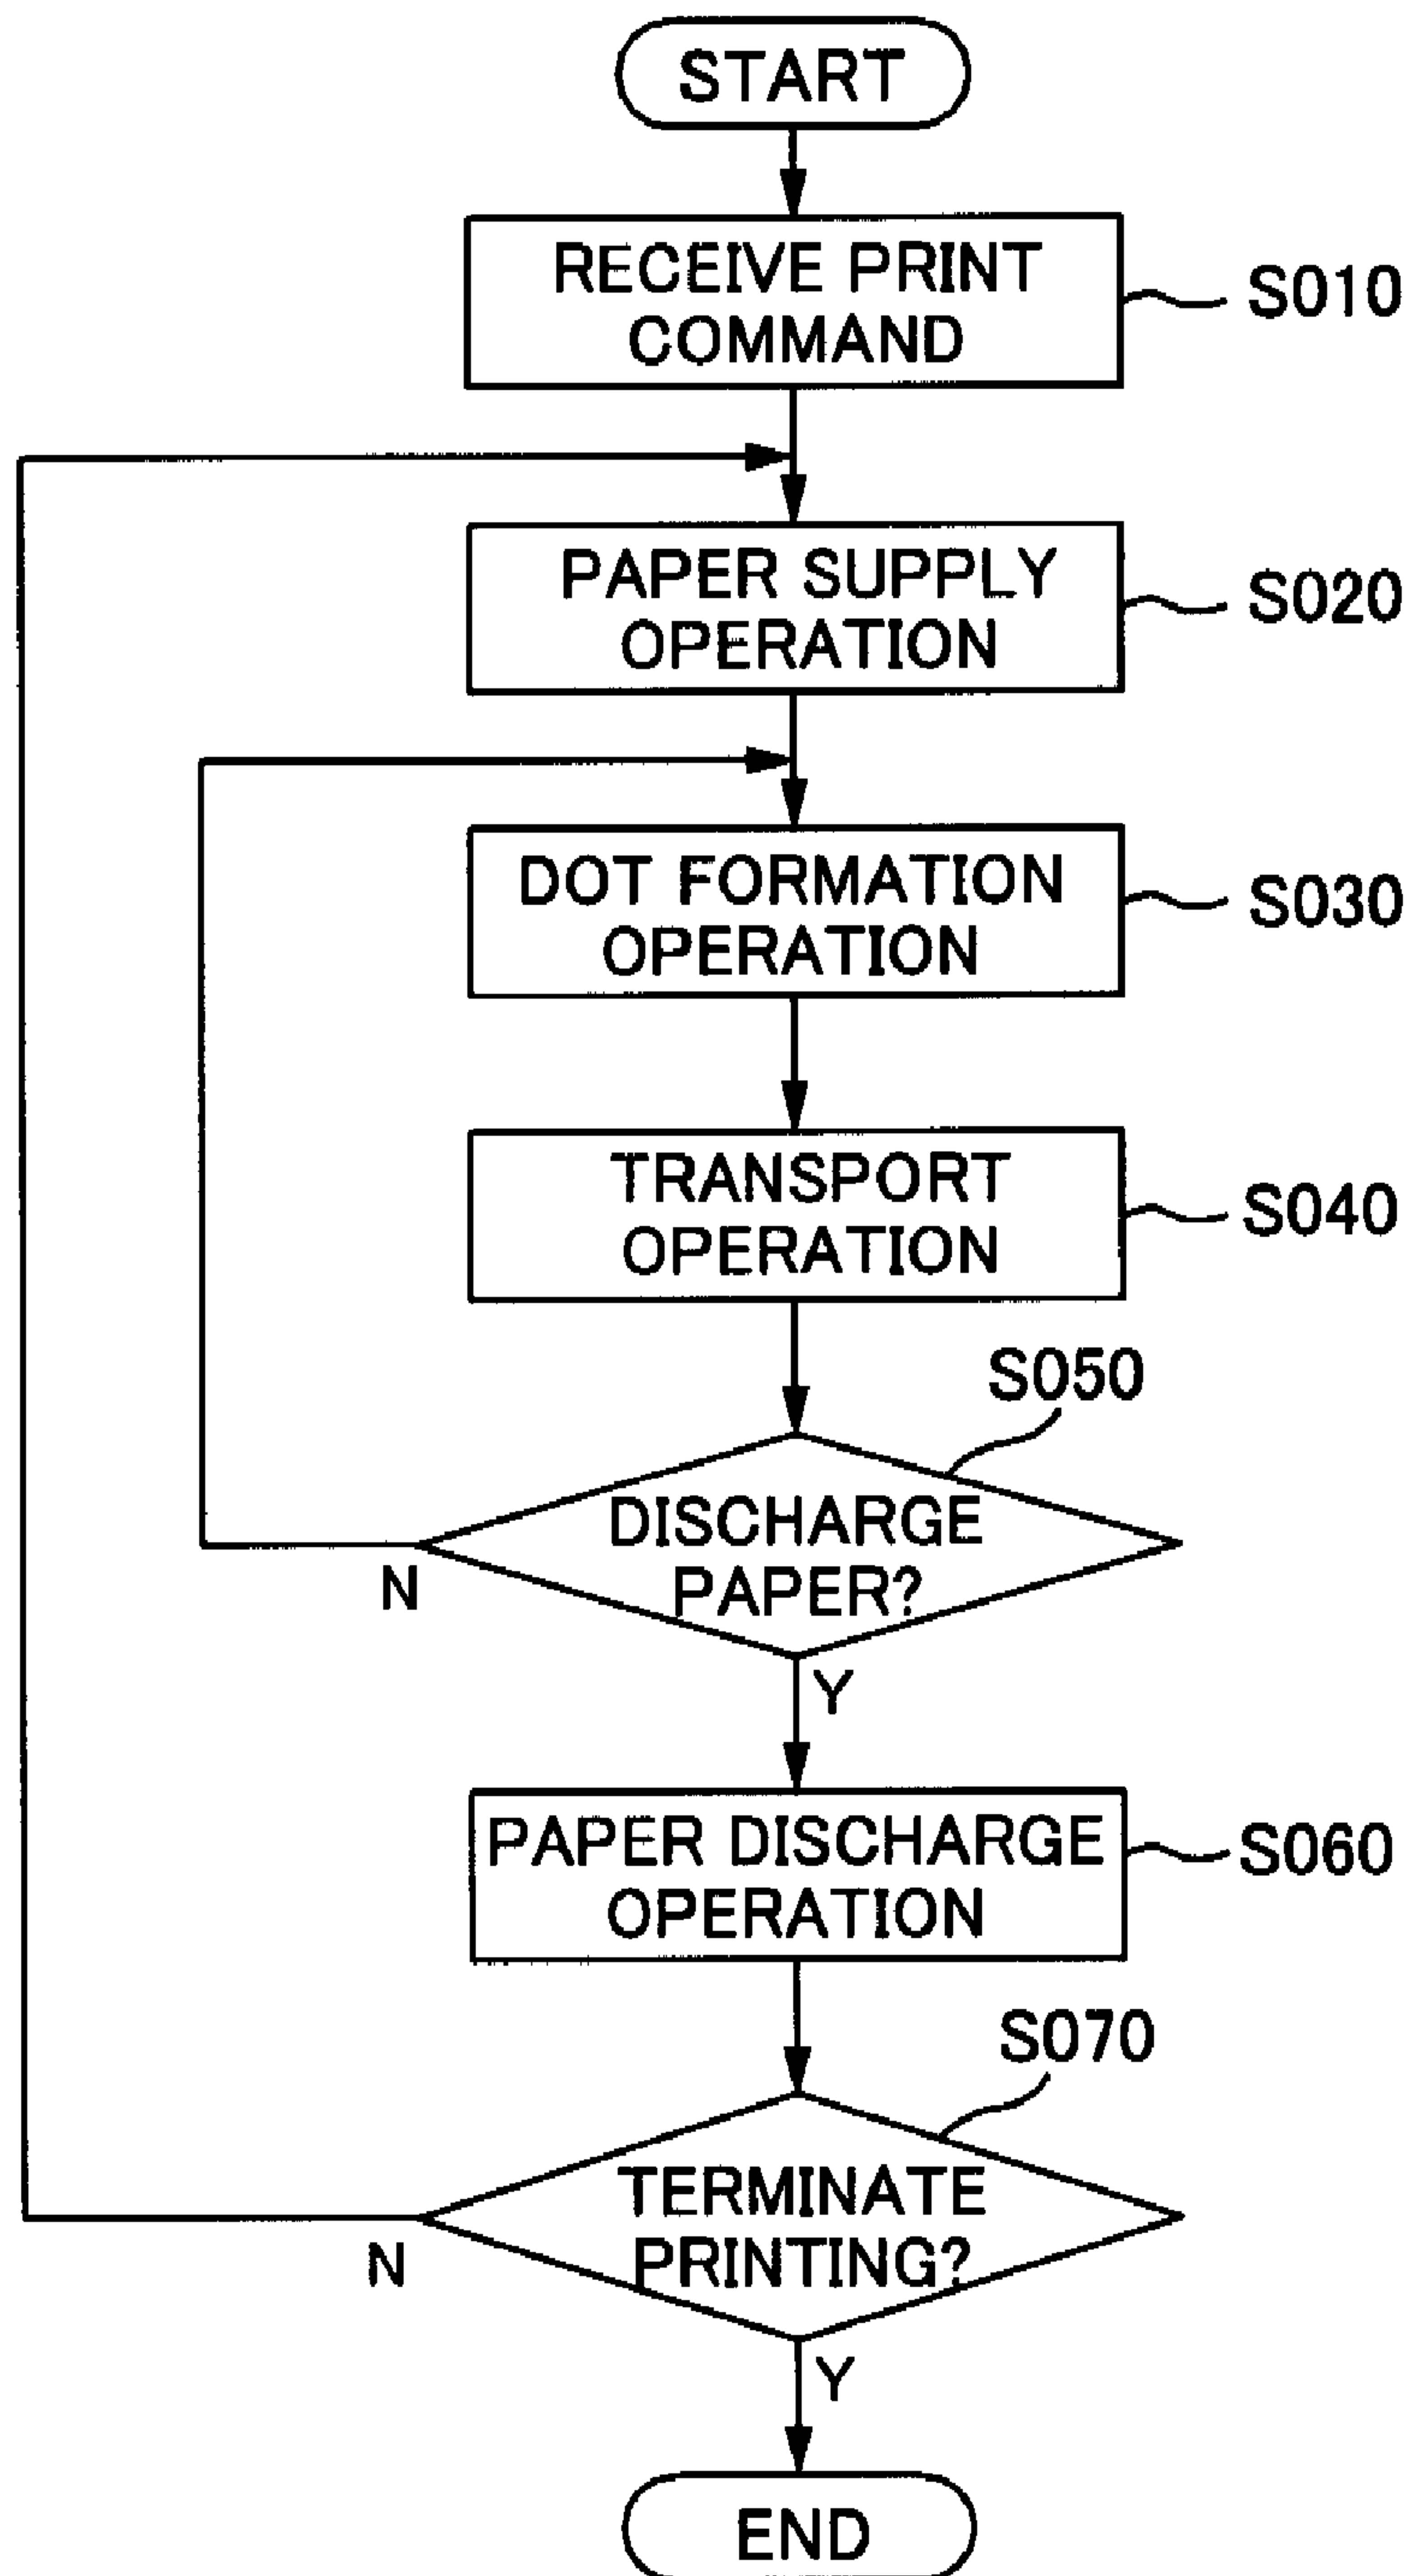 START
RECEIVE PRINT
COMMAND
S010
PAPER SUPPLY
OPERATION
S020
DOT FORMATION
OPERATION
S030
TRANSPORT
OPERATION
S040
S050
DISCHARGE
PAPER?
N
Y
PAPER DISCHARGE
OPERATION
S060
S070
TERMINATE
PRINTING?
N
Y
END